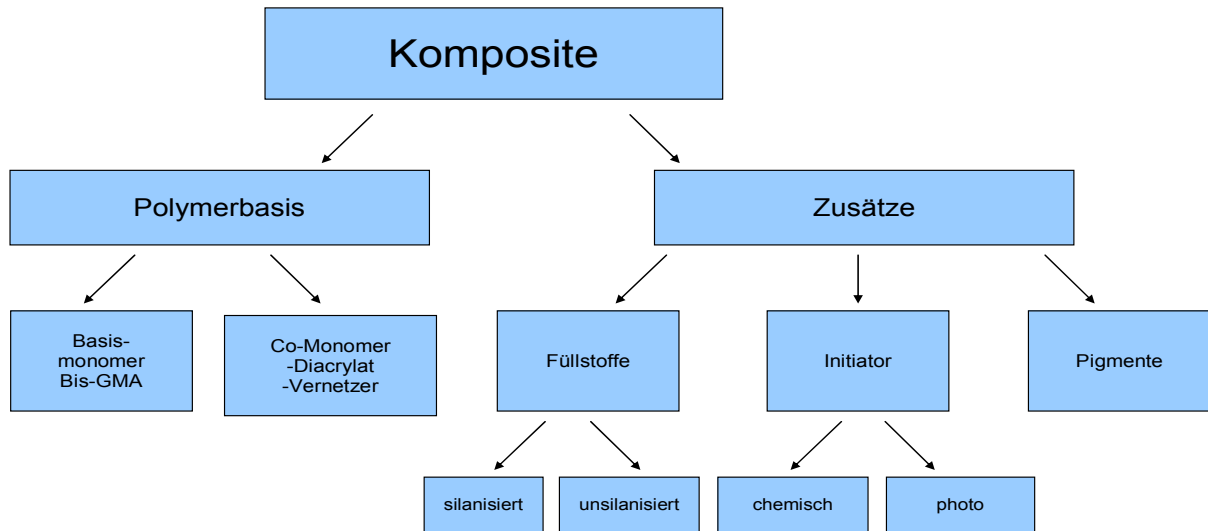 Komposite
Polymerbasis
Zusätze
Basis-
monomer
Bis-GMA
Co-Monomer
-Diacrylat
-Vernetzer
Füllstoffe
Initiator
Pigmente
silanisiert
unsilanisiert
chemisch
photo